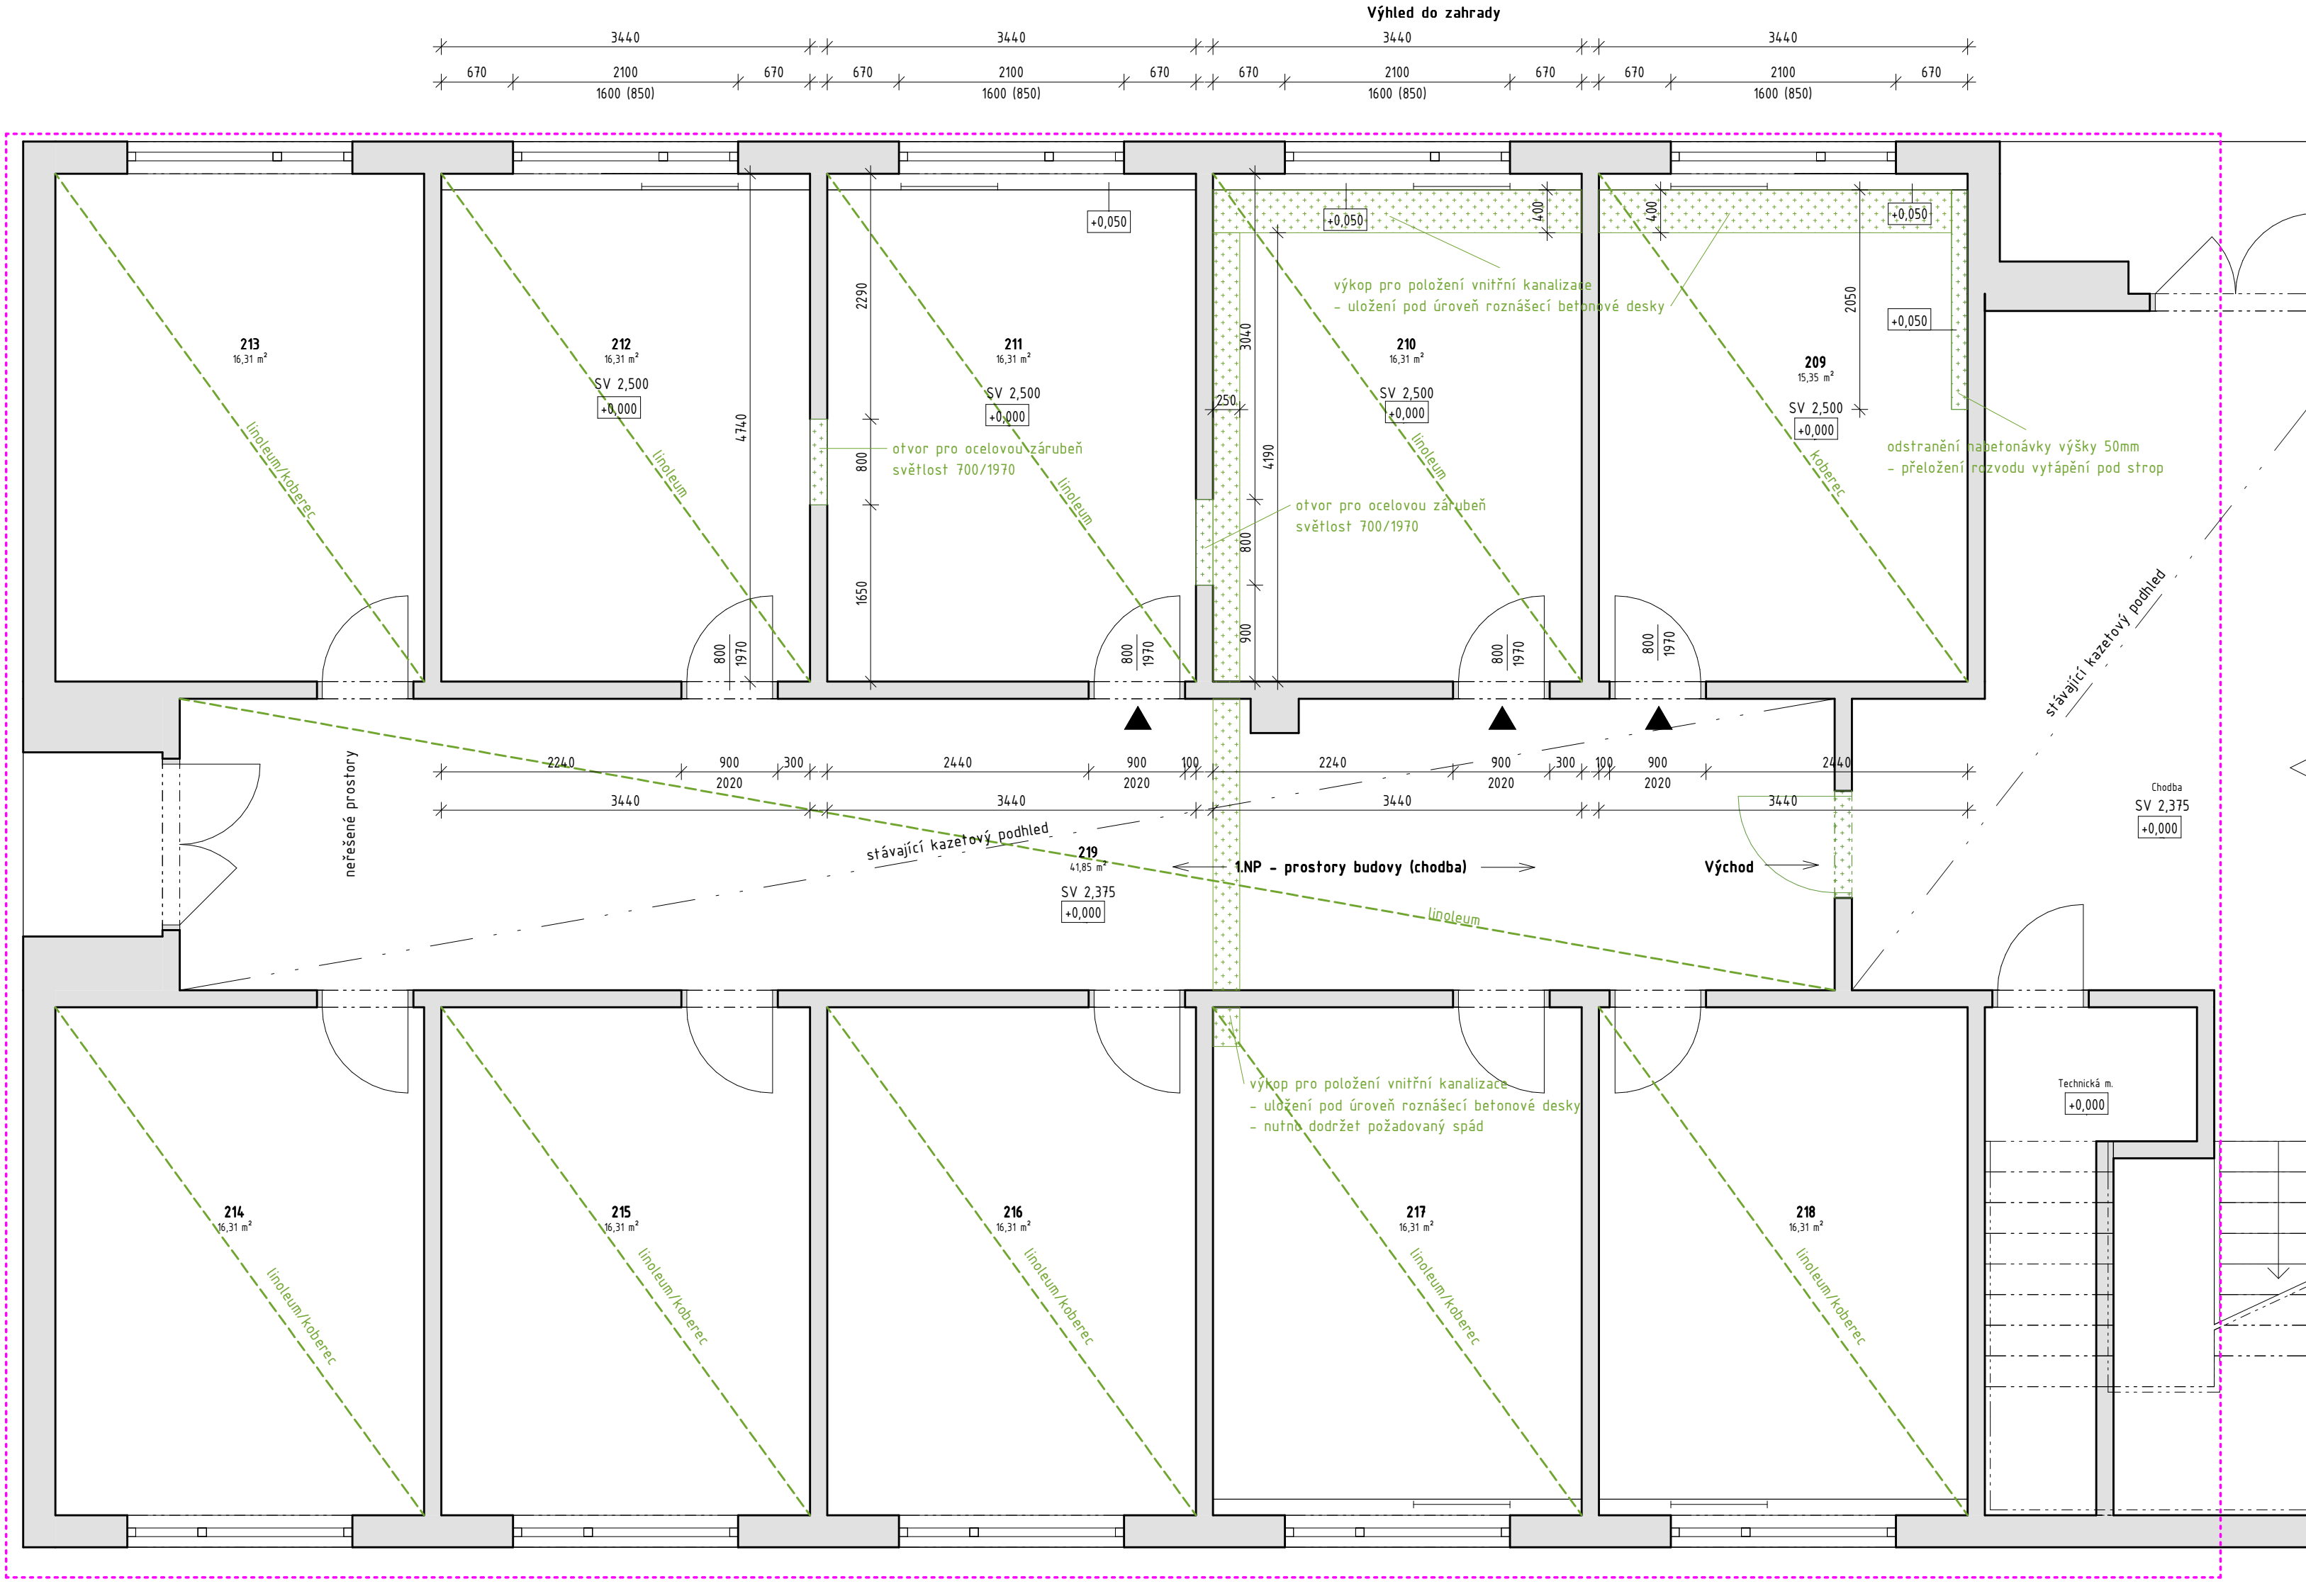 Výhled do zahrady
3440 3440 3440 3440
670 2100 670 670 2100 670 670 2100 670 670 2100 670
1600 (850) 1600 (850) 1600 (850) 1600 (850)
+0,050
+0,050
400
400
+0,050
výkop pro položení vnitřní kanalizace
- uložení pod úroveň roznášecí betonové desky
2290
3040
2050
+0,050
213
16,31 m²
linoleum/koberec
212
16,31 m²
SV 2,500
+0,000
linoleum
4740
211
16,31 m²
SV 2,500
+0,000
linoleum
210
16,31 m²
SV 2,500
+0,000
linoleum
209
15,35 m²
SV 2,500
+0,000
koberec
250
4190
800
otvor pro ocelovou zárubeň
světlost 700/1970
odstranění nabetonávky výšky 50mm
- přeložení rozvodu vytápění pod strop
otvor pro ocelovou zárubeň
světlost 700/1970
800
1650
900
800
1970
800
1970
800
1970
800
1970
stávající kazetový podhled
neřešené prostory
2240 900 300 2440 900 100 2240 900 300 100 900 2440
2020 2020 2020 2020
3440 3440 3440 3440
stávající kazetový podhled
219
41,85 m²
SV 2,375
+0,000
1.NP - prostory budovy (chodba)
Východ
linoleum
Chodba
SV 2,375
+0,000
výkop pro položení vnitřní kanalizace
- uložení pod úroveň roznášecí betonové desky
- nutno dodržet požadovaný spád
Technická m.
+0,000
214
16,31 m²
linoleum/koberec
215
16,31 m²
linoleum/koberec
216
16,31 m²
linoleum/koberec
217
16,31 m²
linoleum/koberec
218
16,31 m²
linoleum/koberec